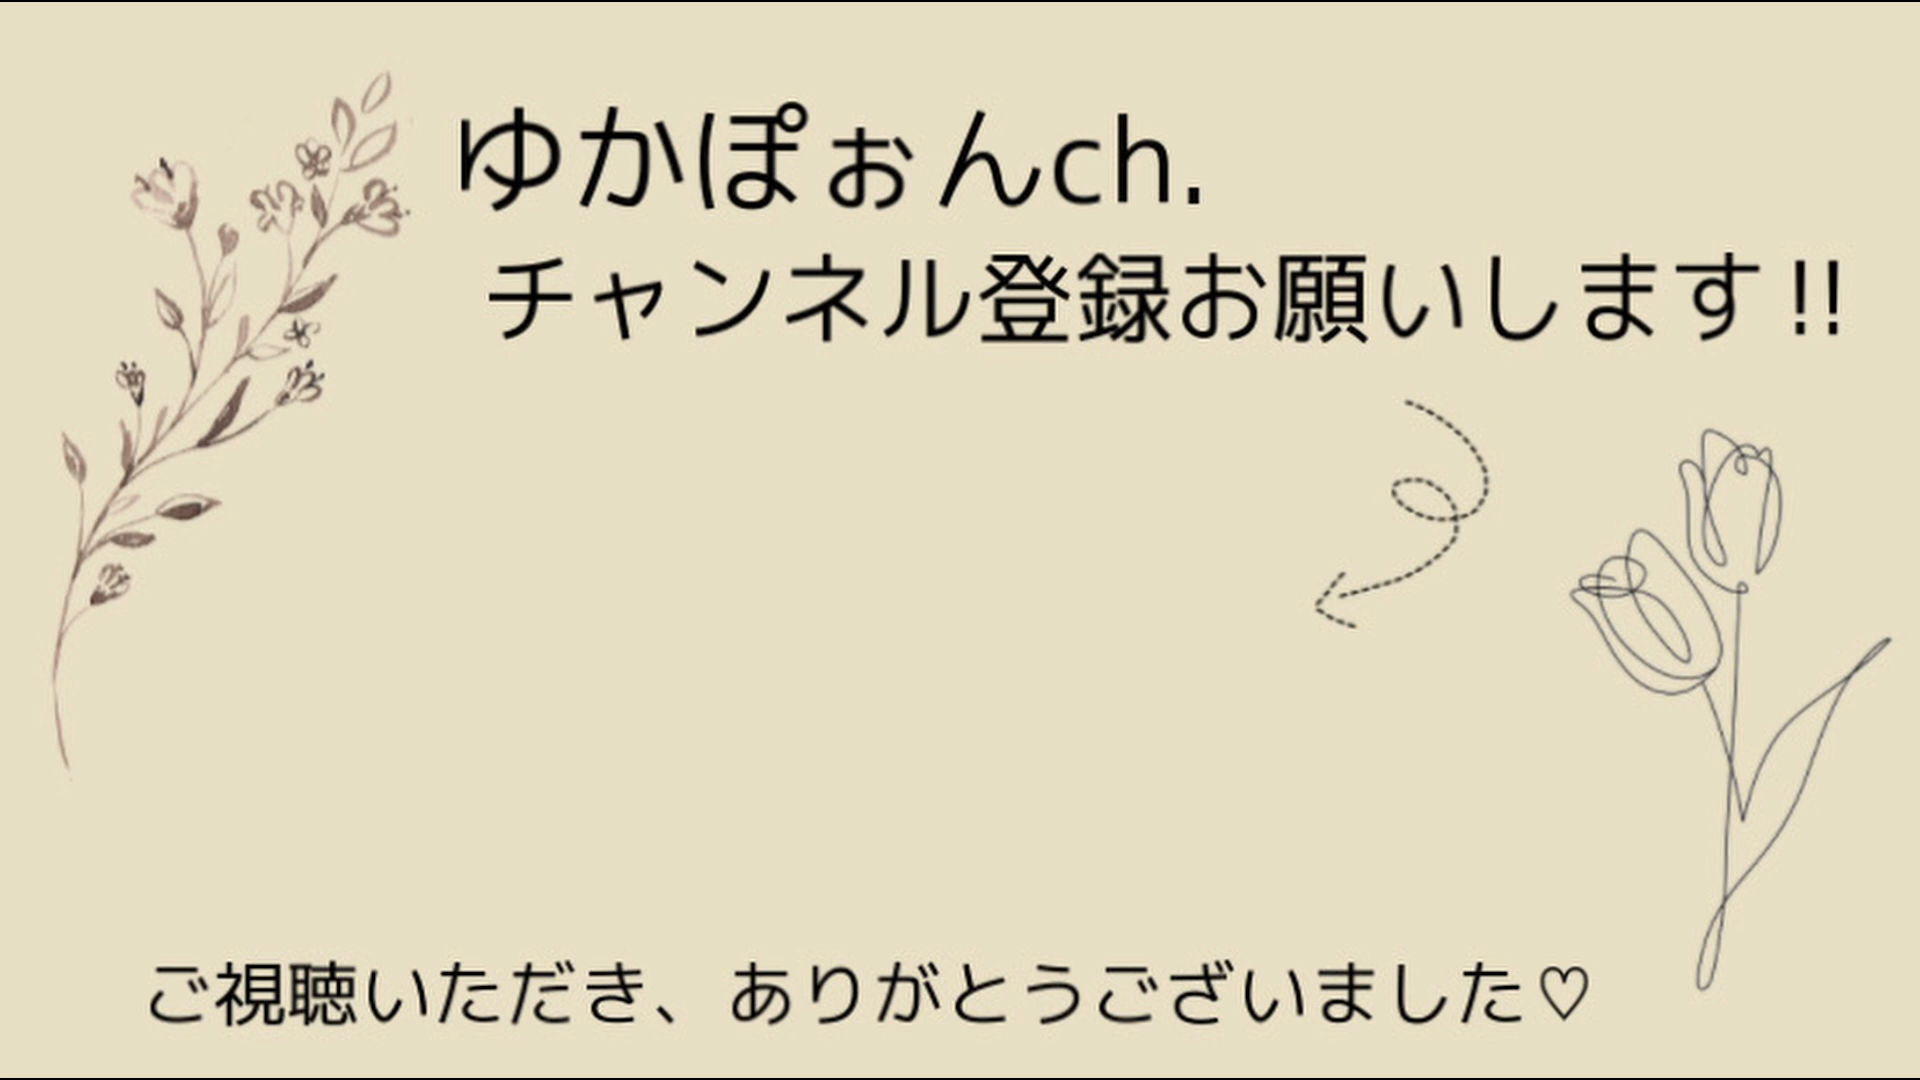 ゆかぽぉんch.
チャンネル登録お願いします!!
ご視聴いただき、ありがとうございました♡